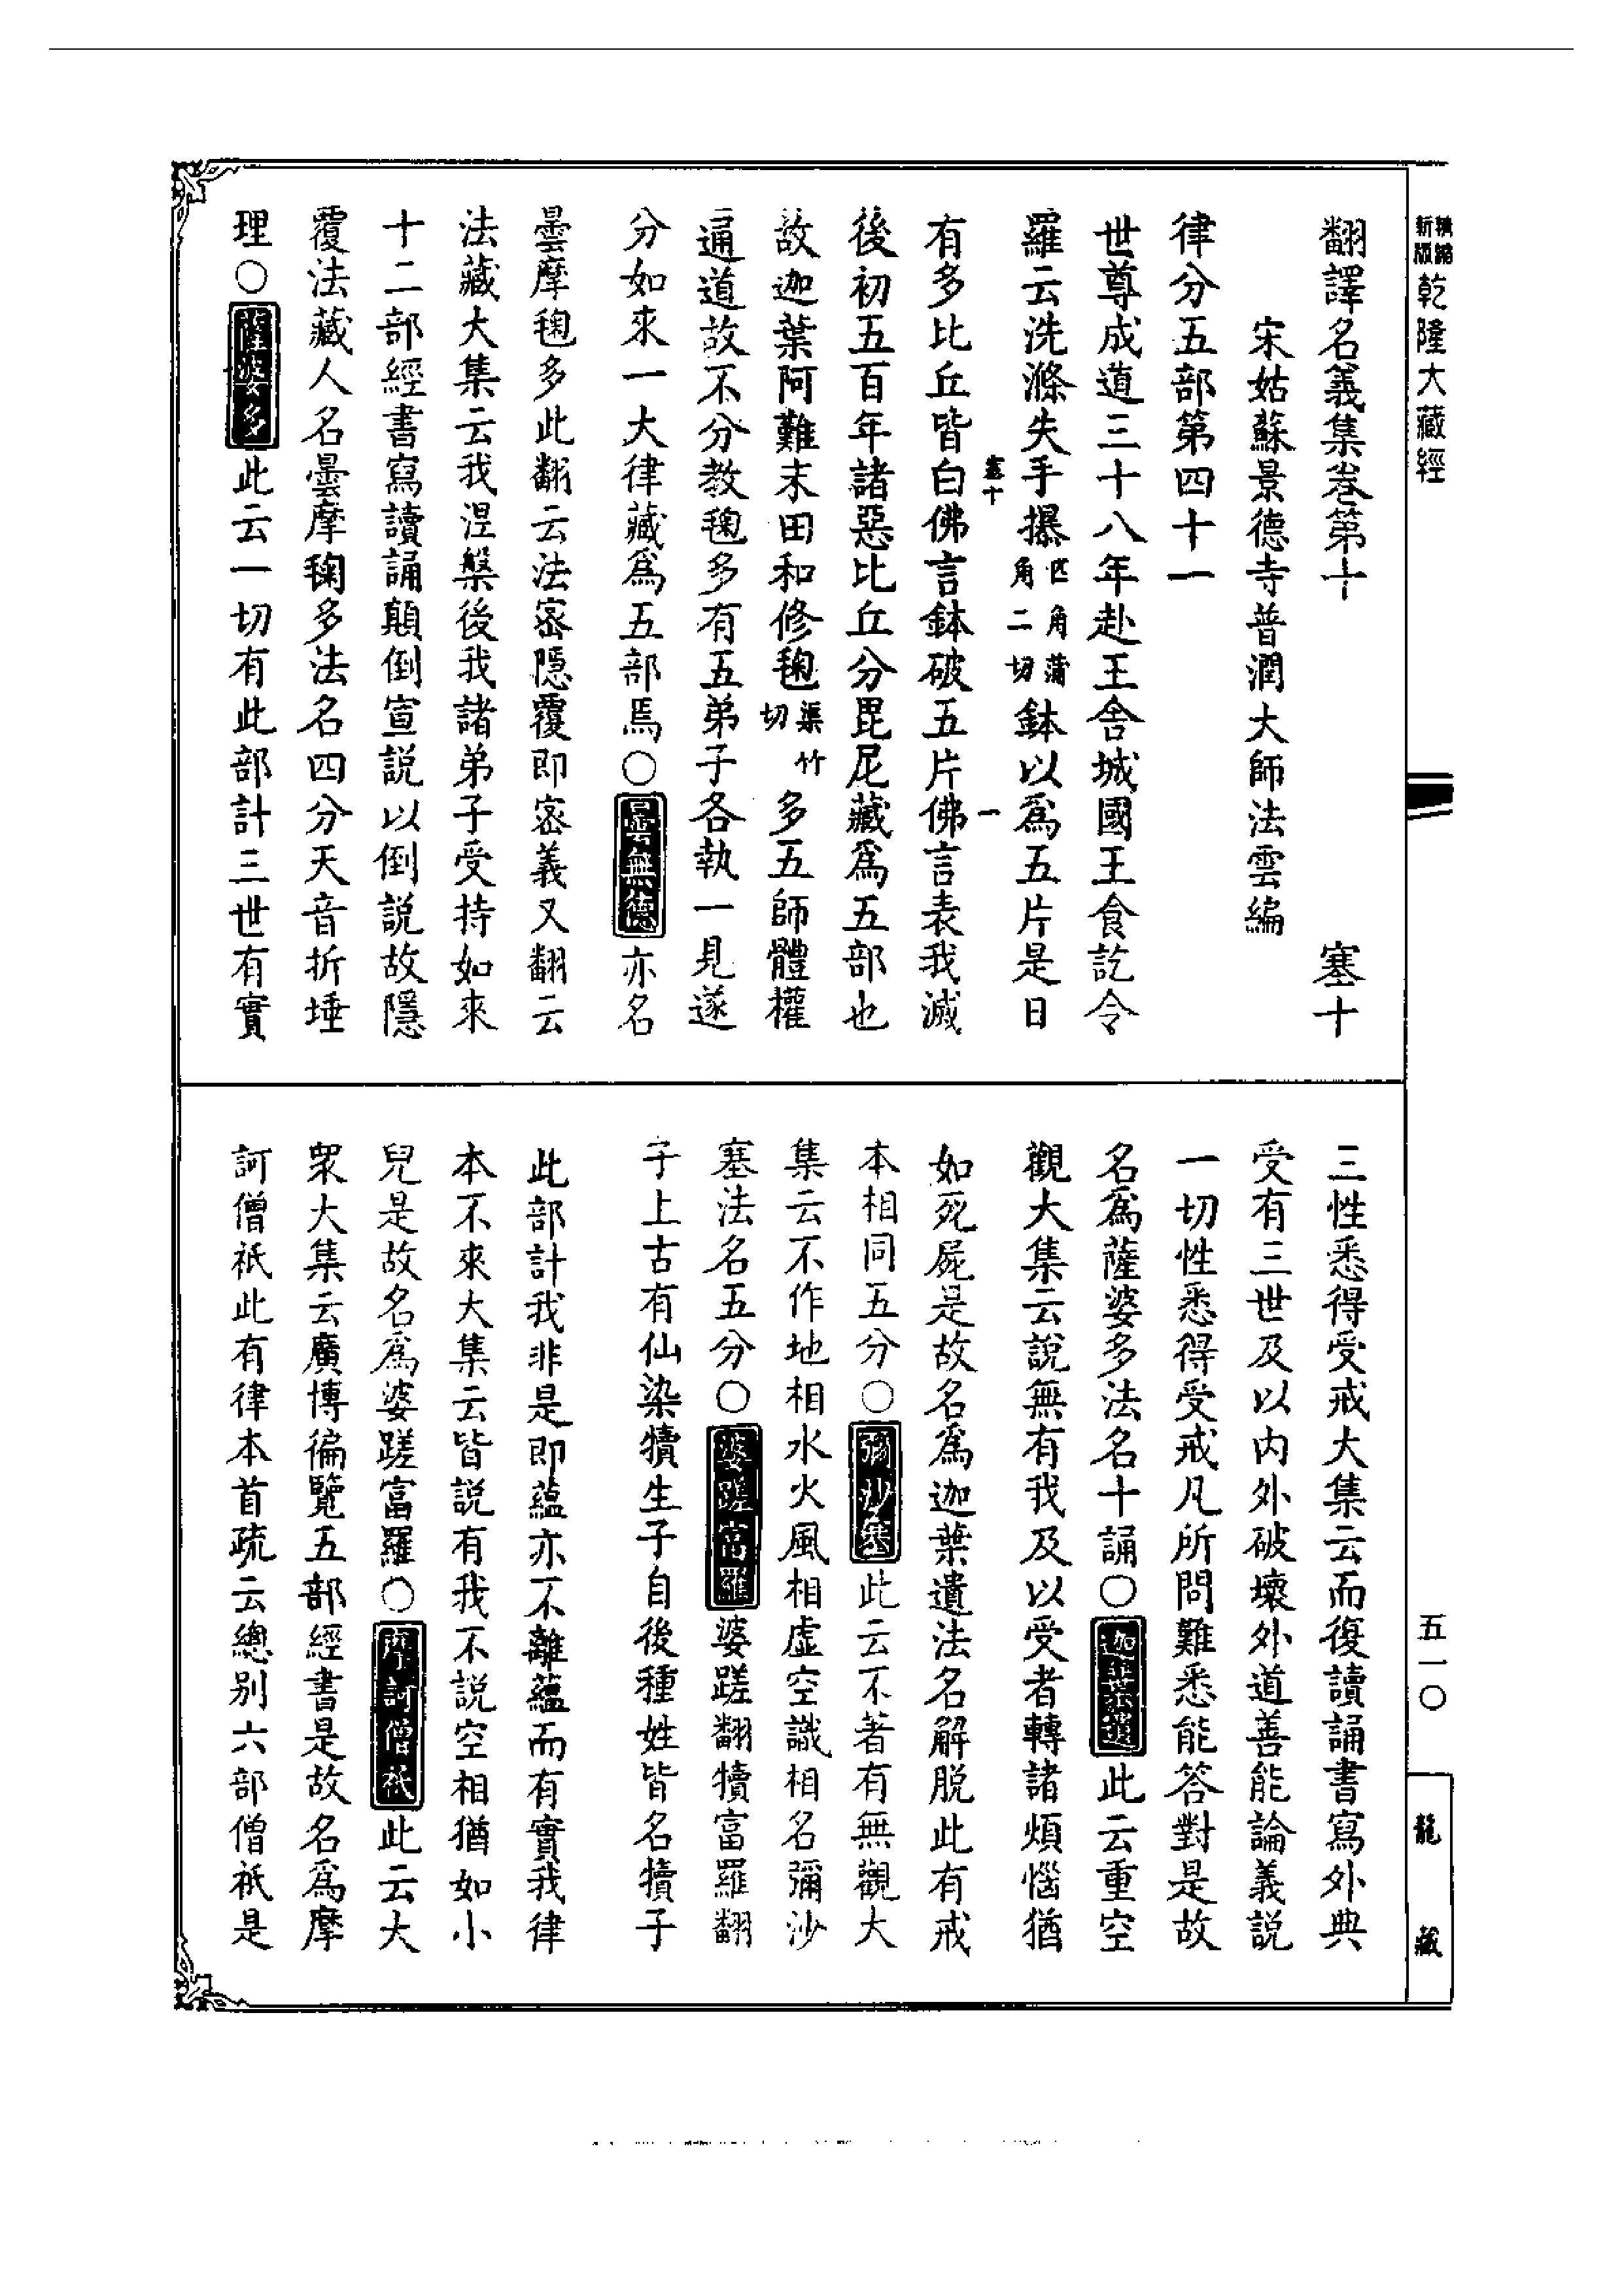 精縮新版乾隆大藏經
翻譯名義集卷第十 塞十
宋姑蘇景德寺普潤大師法雲編
律分五部第四十一
世尊成道三十八年赴王舍城國王食訖令
羅云洗滌失手攥匹角蒲角二切鉢以爲五片是日
塞十 一
有多比丘皆白佛言鉢破五片佛言表我滅
後初五百年諸惡比丘分毘尼藏爲五部也
故迦葉阿難末田和修毱渠竹切多五師體權
通道故不分教毱多有五弟子各執一見遂
分如來一大律藏爲五部焉○曇無德亦名
曇摩毱多此翻云法密隱覆即密義又翻云
法藏大集云我涅槃後我諸弟子受持如來
十二部經書寫讀誦顛倒宣説以倒説故隱
覆法藏人名曇摩毱多法名四分天音折埵
理○薩婆多此云一切有此部計三世有實
三性悉得受戒大集云而復讀誦書寫外典
受有三世及以内外破壞外道善能論義説
一切性悉得受戒凡所問難悉能答對是故
名爲薩婆多法名十誦○迦葉遺此云重空
觀大集云説無有我及以受者轉諸煩惱猶
如死屍是故名爲迦葉遺法名解脱此有戒
本相同五分○彌沙塞此云不著有無觀大
集云不作地相水火風相虛空識相名彌沙
塞法名五分○婆蹉富羅婆蹉翻犢富羅翻
子上古有仙染犢生子自後種姓皆名犢子
此部計我非是即蘊亦不離蘊而有實我律
本不來大集云皆説有我不説空相猶如小
兒是故名爲婆蹉富羅○摩訶僧祇此云大
衆大集云廣博徧覽五部經書是故名爲摩
訶僧祇此有律本首疏云總别六部僧祇是
五一〇
龍藏